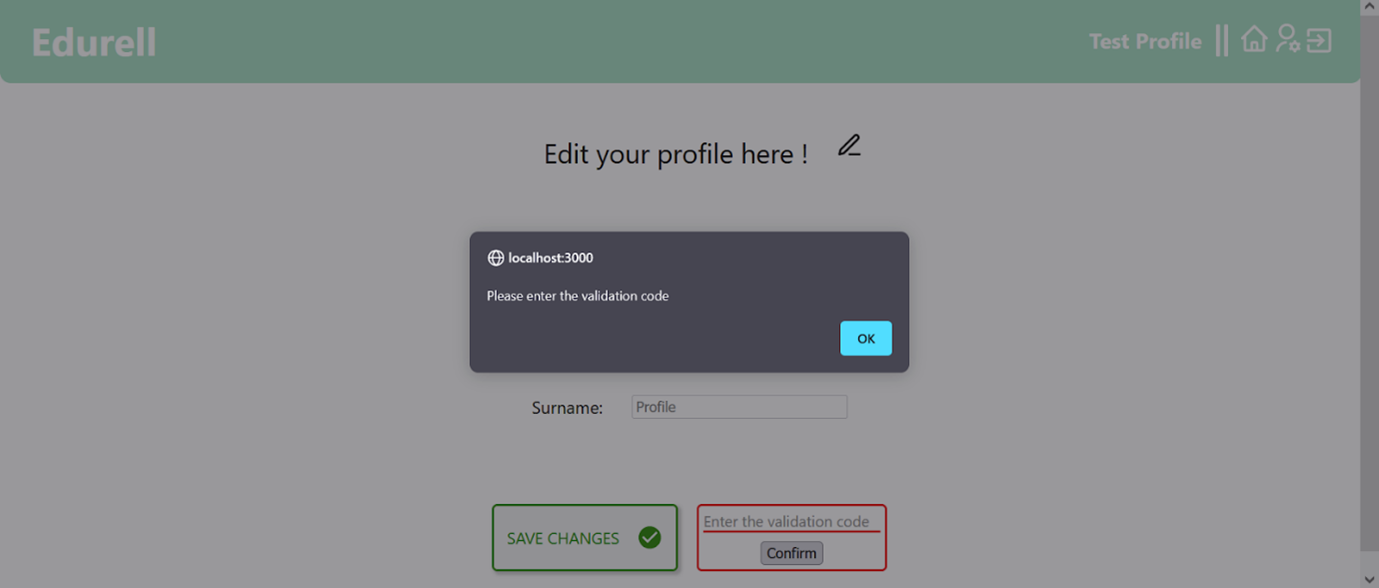 Edurell
Test Profile
Edit your profile here !
localhost:3000
Please enter the validation code
OK
Surname: Profile
SAVE CHANGES
Enter the validation code
Confirm